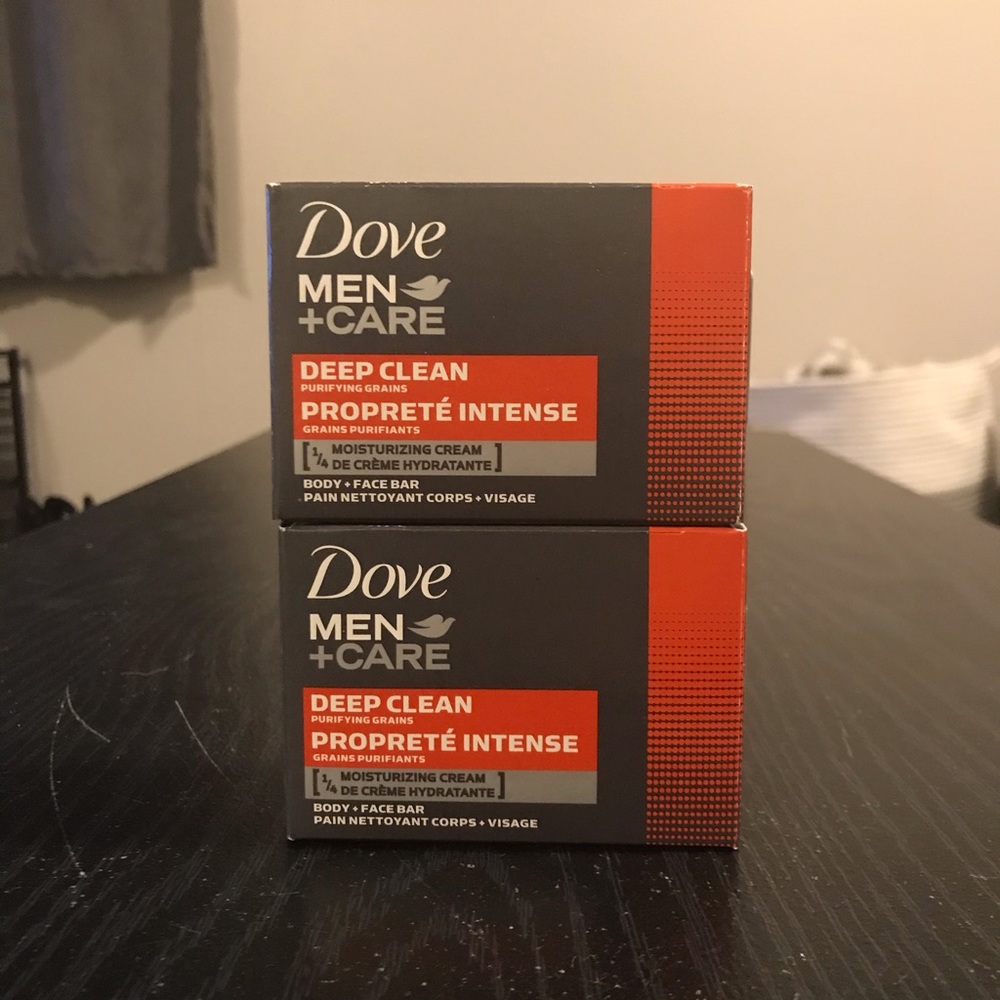 Dove
MEN
+CARE
DEEP CLEAN
PURIFYING GRAINS
PROPRETÉ INTENSE
GRAINS PURIFIANTS
[1/4 MOISTURIZING CREAM
DE CRÈME HYDRATANTE]
BODY + FACE BAR
PAIN NETTOYANT CORPS + VISAGE
Dove
MEN
+CARE
DEEP CLEAN
PURIFYING GRAINS
PROPRETÉ INTENSE
GRAINS PURIFIANTS
[1/4 MOISTURIZING CREAM
DE CRÈME HYDRATANTE]
BODY + FACE BAR
PAIN NETTOYANT CORPS + VISAGE